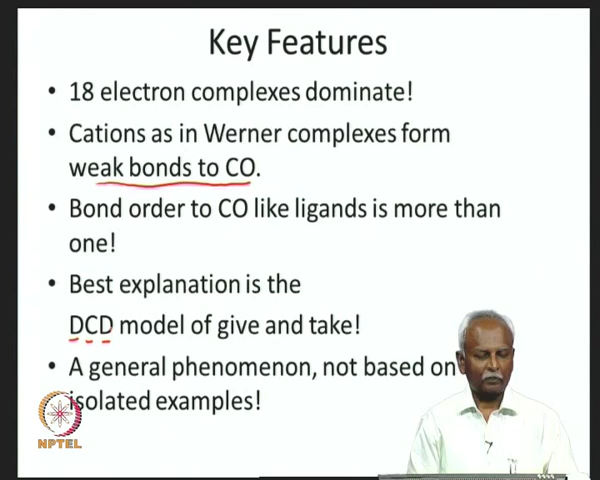 Key Features
• 18 electron complexes dominate!
• Cations as in Werner complexes form
weak bonds to CO.
• Bond order to CO like ligands is more than
one!
• Best explanation is the
DCD model of give and take!
• A general phenomenon, not based on
isolated examples!
NPTEL